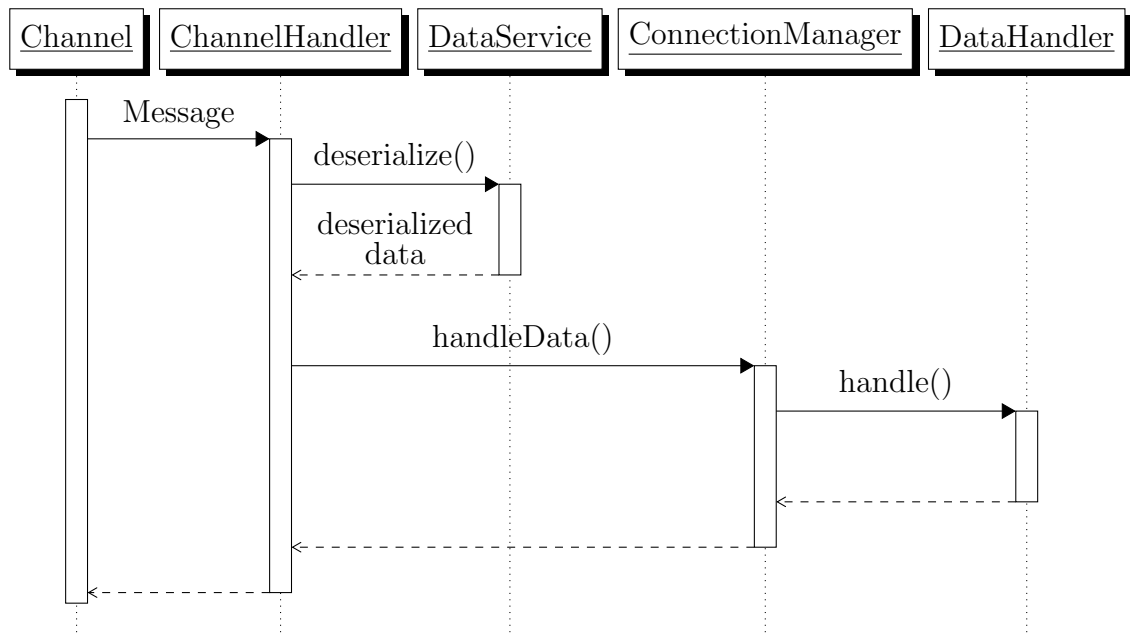 Channel
ChannelHandler
DataService
ConnectionManager
DataHandler
Message
deserialize()
deserialized
data
handleData()
handle()